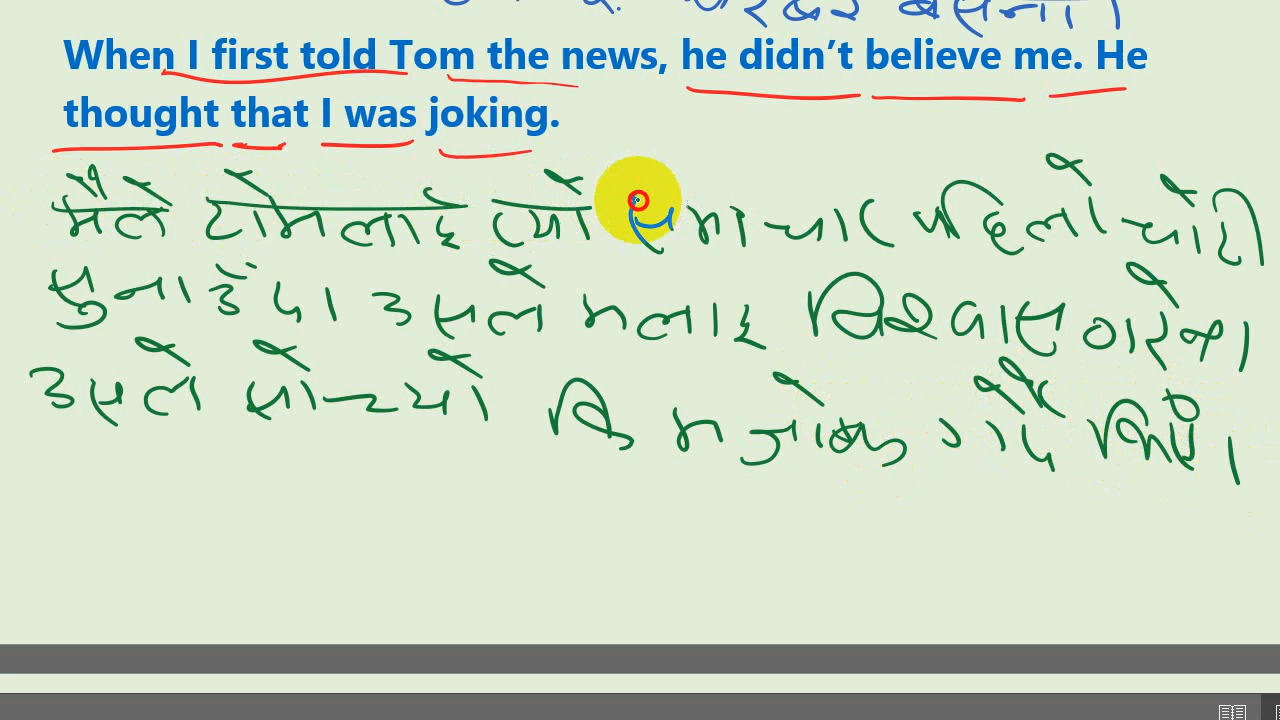 When I first told Tom the news, he didn’t believe me. He
thought that I was joking.
मैले टोमलाई त्यो समाचार पहिलो चोटी
सुनाउँदा उसले मलाई विश्वास गरेन।
उसले सोच्यो कि म जोक गर्दै थिएँ।